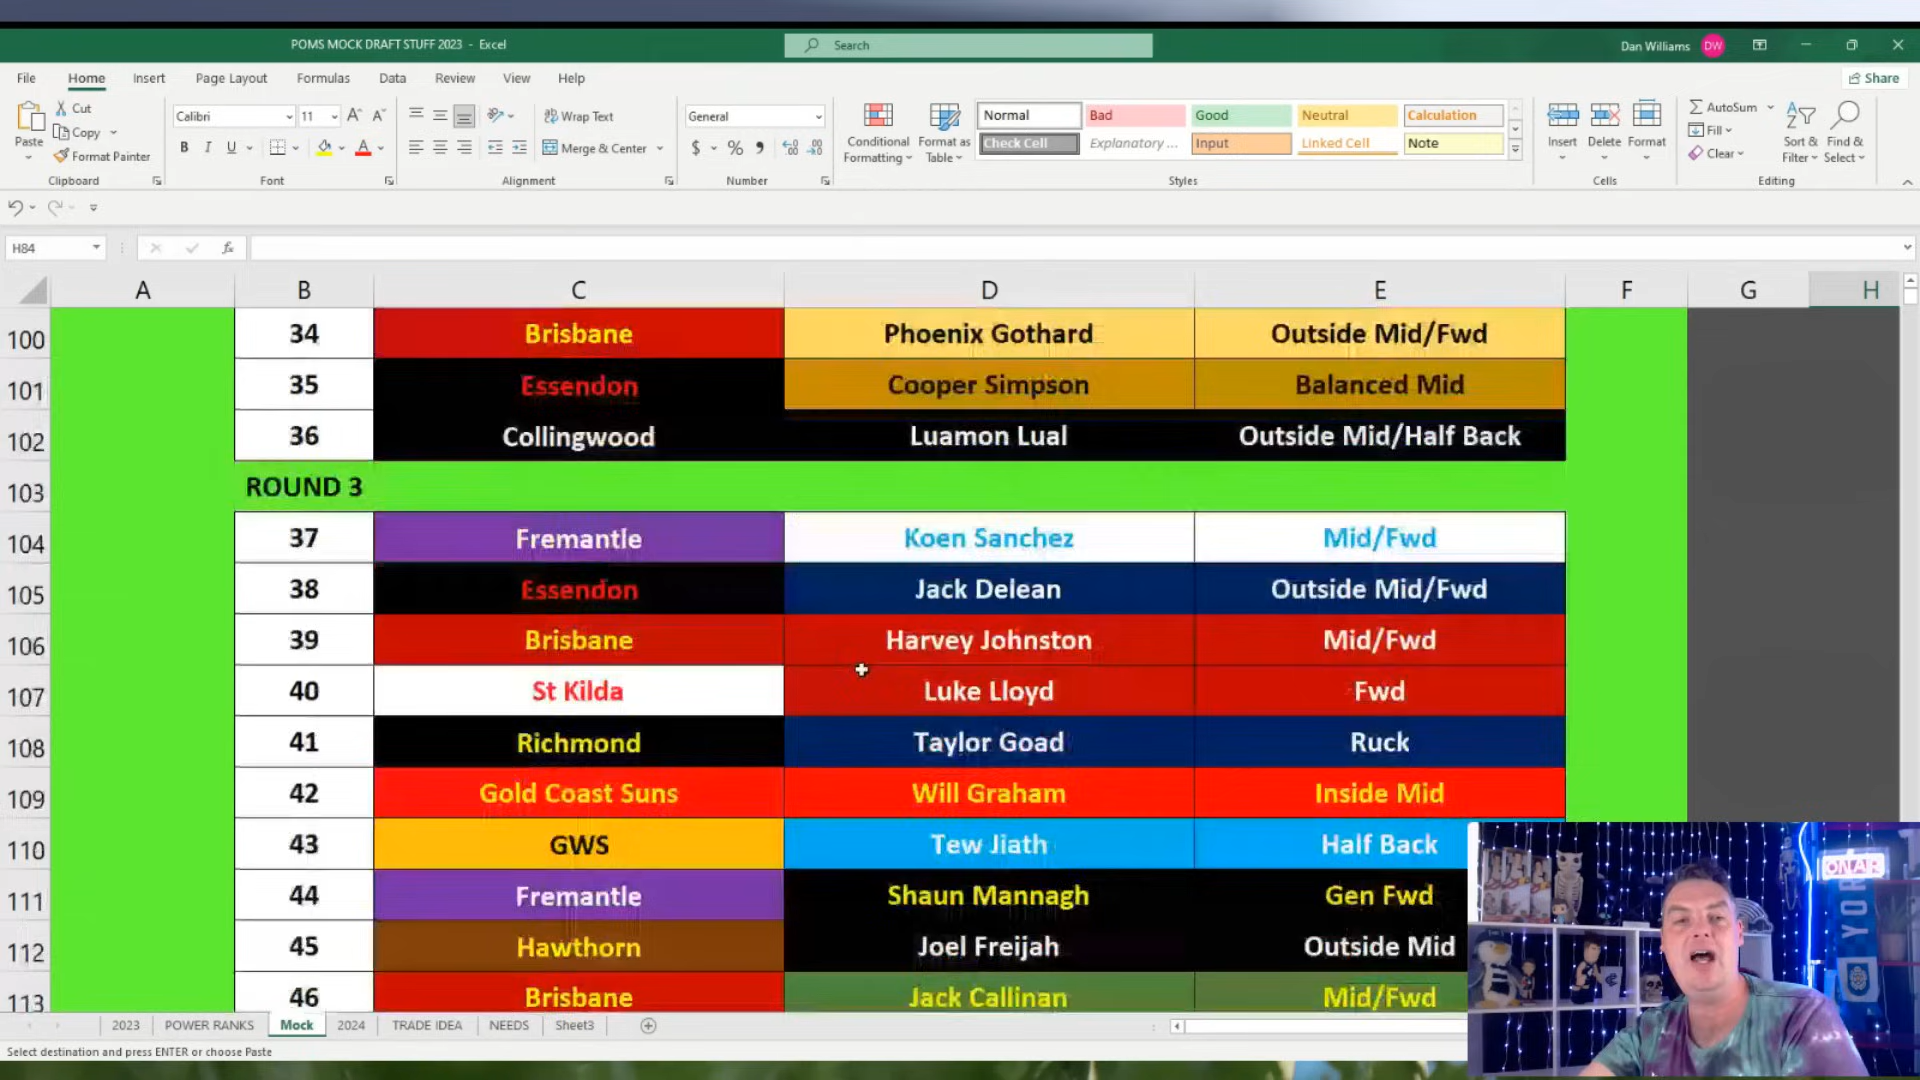 POMS MOCK DRAFT STUFF 2023 - Excel
Search
Dan Williams DW
File Home Insert Page Layout Formulas Data Review View Help
Share
Paste
Cut
Copy
Format Painter
Clipboard
Calibri 11
B I U
Font
Wrap Text
Merge & Center
Alignment
General
$ % ,
Number
Conditional Formatting
Format as Table
Normal Bad Good Neutral Calculation
Check Cell Explanatory ... Input Linked Cell Note
Styles
Insert Delete Format
Cells
AutoSum
Fill
Clear
Sort & Filter
Find & Select
Editing
H84
fx
A B C D E F G H
100 34 Brisbane Phoenix Gothard Outside Mid/Fwd
101 35 Essendon Cooper Simpson Balanced Mid
102 36 Collingwood Luamon Lual Outside Mid/Half Back
103 ROUND 3
104 37 Fremantle Koen Sanchez Mid/Fwd
105 38 Essendon Jack Delean Outside Mid/Fwd
106 39 Brisbane Harvey Johnston Mid/Fwd
107 40 St Kilda Luke Lloyd Fwd
108 41 Richmond Taylor Goad Ruck
109 42 Gold Coast Suns Will Graham Inside Mid
110 43 GWS Tew Jiath Half Back
111 44 Fremantle Shaun Mannagh Gen Fwd
112 45 Hawthorn Joel Freijah Outside Mid
113 46 Brisbane Jack Callinan Mid/Fwd
ON AIR
2023 POWER RANKS Mock 2024 TRADE IDEA NEEDS Sheet3
Select destination and press ENTER or choose Paste